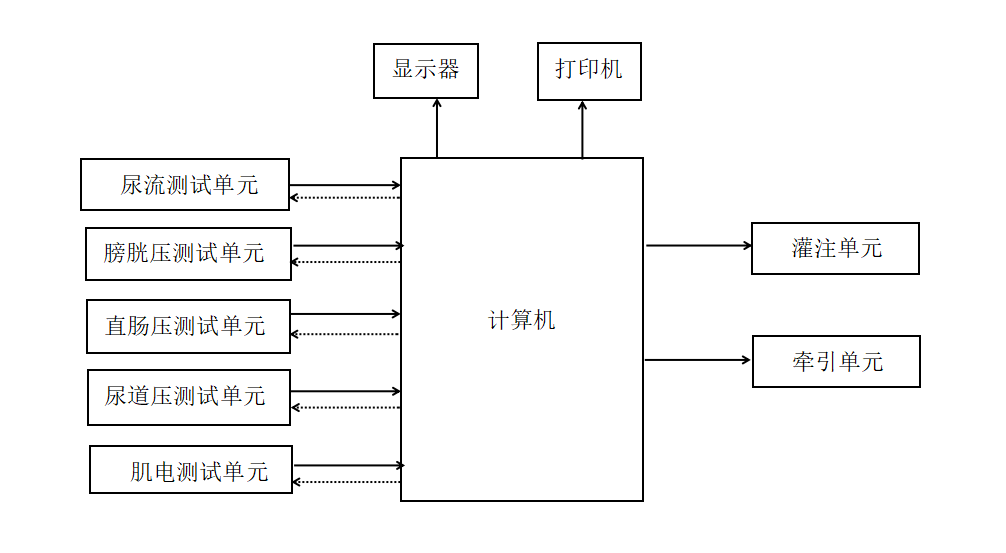 显示器
打印机
尿流测试单元
膀胱压测试单元
直肠压测试单元
尿道压测试单元
肌电测试单元
计算机
灌注单元
牵引单元